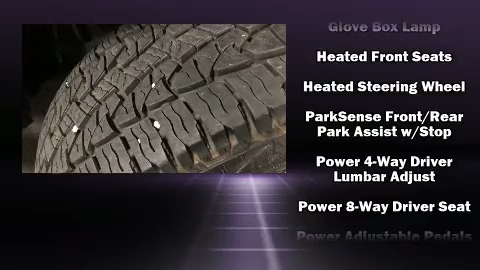 Glove Box Lamp
Heated Front Seats
Heated Steering Wheel
ParkSense Front/Rear
Park Assist w/Stop
Power 4-Way Driver
Lumbar Adjust
Power 8-Way Driver Seat
Power Adjustable Pedals